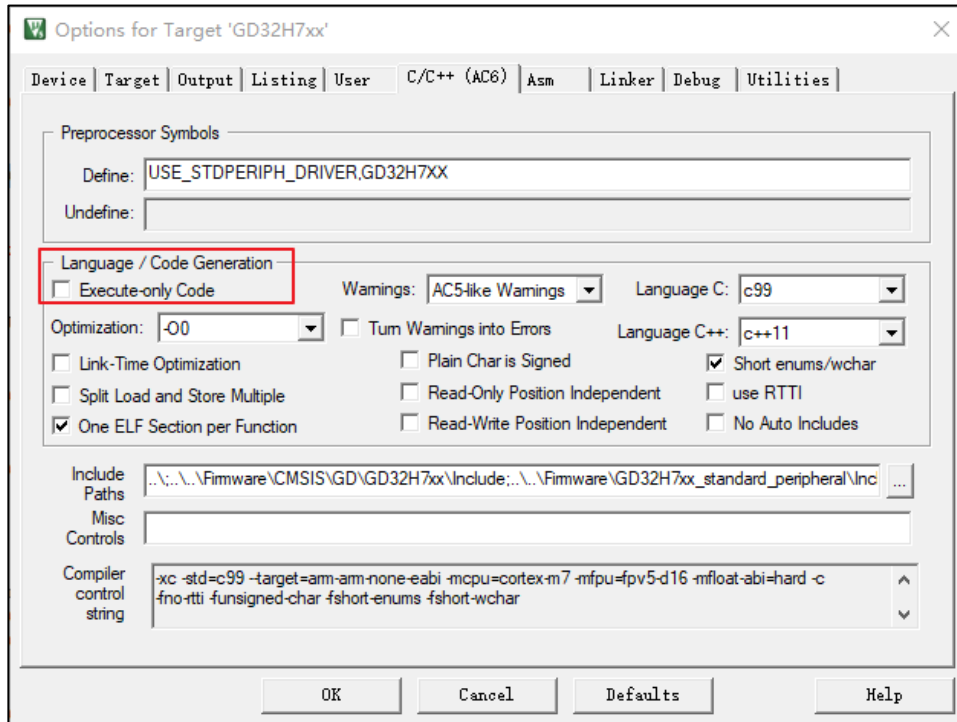 Options for Target 'GD32H7xx'
Device Target Output Listing User C/C++ (AC6) Asm Linker Debug Utilities
Preprocessor Symbols
Define: USE_STDPERIPH_DRIVER,GD32H7XX
Undefine:
Language / Code Generation
Execute-only Code Warnings: AC5-like Warnings Language C: c99
Optimization: -O0 Turn Warnings into Errors Language C++: c++11
Link-Time Optimization Plain Char is Signed Short enums/wchar
Split Load and Store Multiple Read-Only Position Independent use RTTI
One ELF Section per Function Read-Write Position Independent No Auto Includes
Include Paths ..\;..\..\Firmware\CMSIS\GD\GD32H7xx\Include;..\..\Firmware\GD32H7xx_standard_peripheral\Inc ...
Misc Controls
Compiler control string -xc -std=c99 --target=arm-arm-none-eabi -mcpu=cortex-m7 -mfpu=fpv5-d16 -mfloat-abi=hard -c
-fno-rtti -funsigned-char -fshort-enums -fshort-wchar
OK Cancel Defaults Help